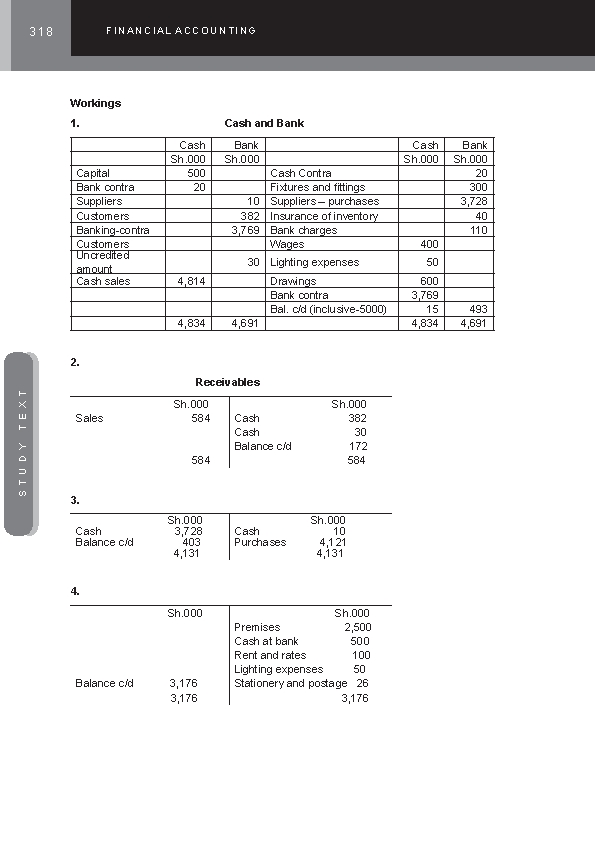 318 FINANCIAL ACCOUNTING
Workings
1. Cash and Bank
Cash Bank Cash Bank
Sh.000 Sh.000 Sh.000 Sh.000
Capital 500 Cash Contra 20
Bank contra 20 Fixtures and fittings 300
Suppliers 10 Suppliers – purchases 3,728
Customers 382 Insurance of inventory 40
Banking-contra 3,769 Bank charges 110
Customers Wages 400
Uncredited
amount 30 Lighting expenses 50
Cash sales 4,814 Drawings 600
Bank contra 3,769
Bal. c/d (inclusive-5000) 15 493
4,834 4,691 4,834 4,691
2.
Receivables
Sh.000 Sh.000
Sales 584 Cash 382
Cash 30
Balance c/d 172
584 584
3.
Sh.000 Sh.000
Cash 3,728 Cash 10
Balance c/d 403 Purchases 4,121
4,131 4,131
4.
Sh.000 Sh.000
Premises 2,500
Cash at bank 500
Rent and rates 100
Lighting expenses 50
Balance c/d 3,176 Stationery and postage 26
3,176 3,176
STUDY TEXT